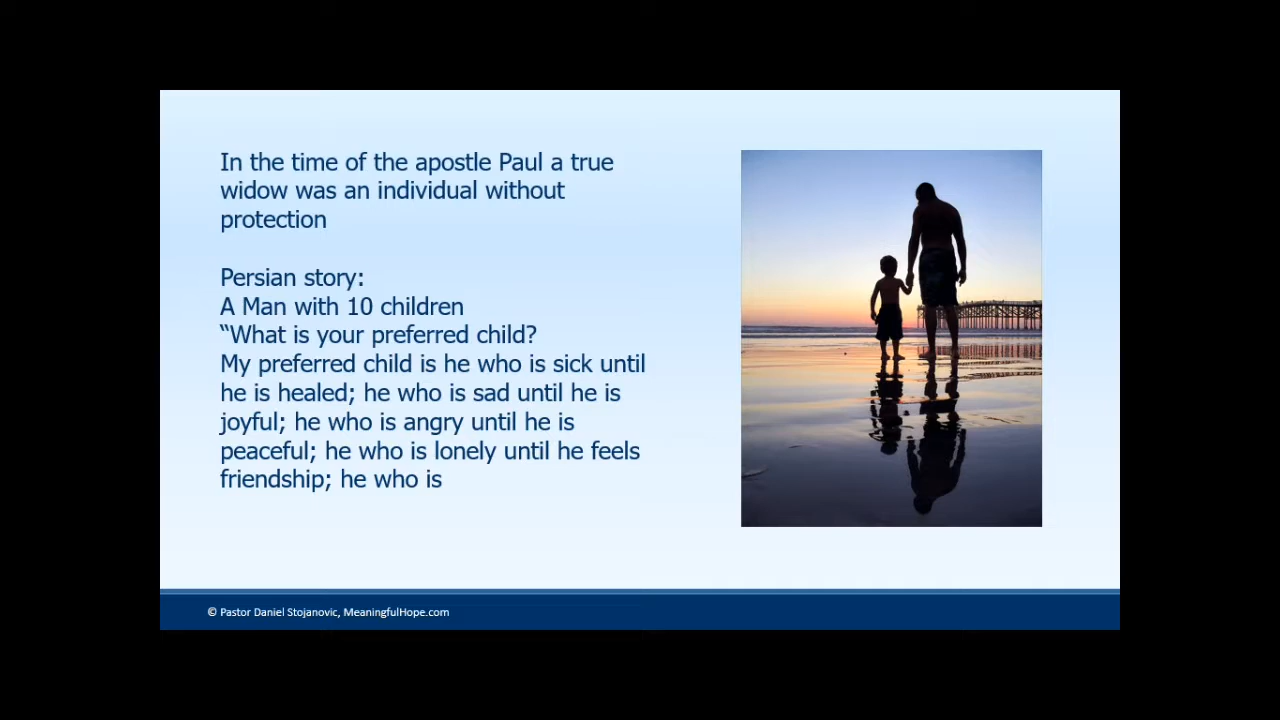 In the time of the apostle Paul a true
widow was an individual without
protection
Persian story:
A Man with 10 children
“What is your preferred child?
My preferred child is he who is sick until
he is healed; he who is sad until he is
joyful; he who is angry until he is
peaceful; he who is lonely until he feels
friendship; he who is
© Pastor Daniel Stojanovic, MeaningfulHope.com